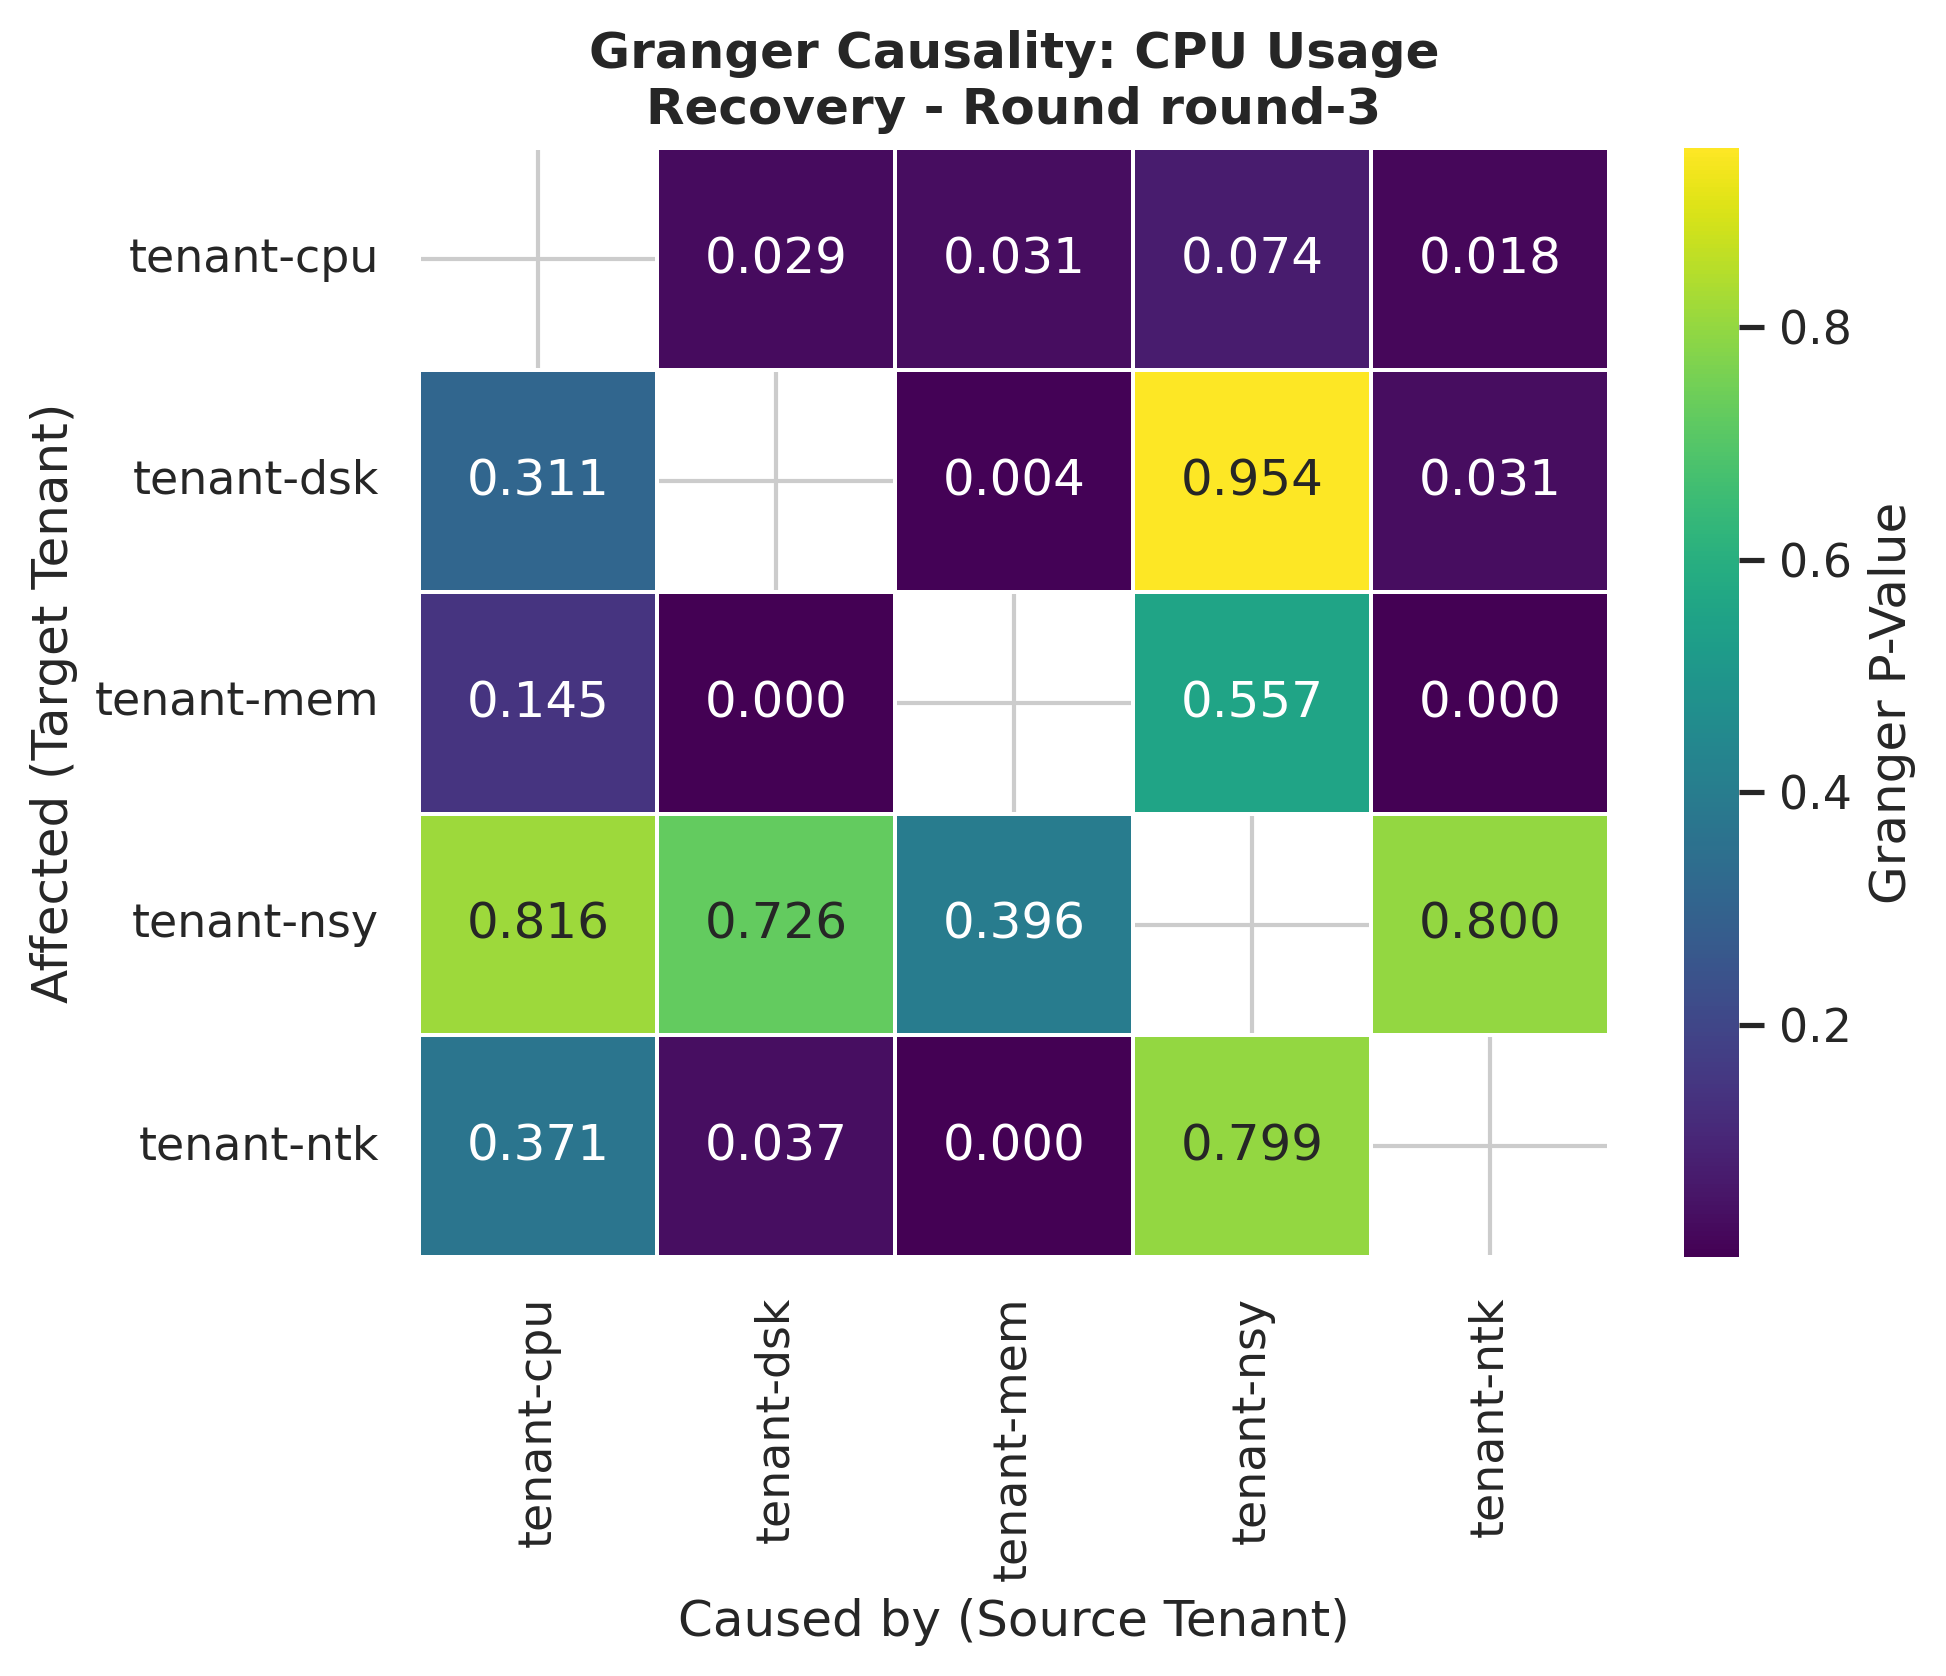 Granger Causality: CPU Usage
Recovery - Round round-3
Affected (Target Tenant)
tenant-cpu
0.029 0.031 0.074 0.018
tenant-dsk
0.311 0.004 0.954 0.031
tenant-mem
0.145 0.000 0.557 0.000
tenant-nsy
0.816 0.726 0.396 0.800
tenant-ntk
0.371 0.037 0.000 0.799
tenant-cpu
tenant-dsk
tenant-mem
tenant-nsy
tenant-ntk
Caused by (Source Tenant)
0.8
0.6
0.4
0.2
Granger P-Value